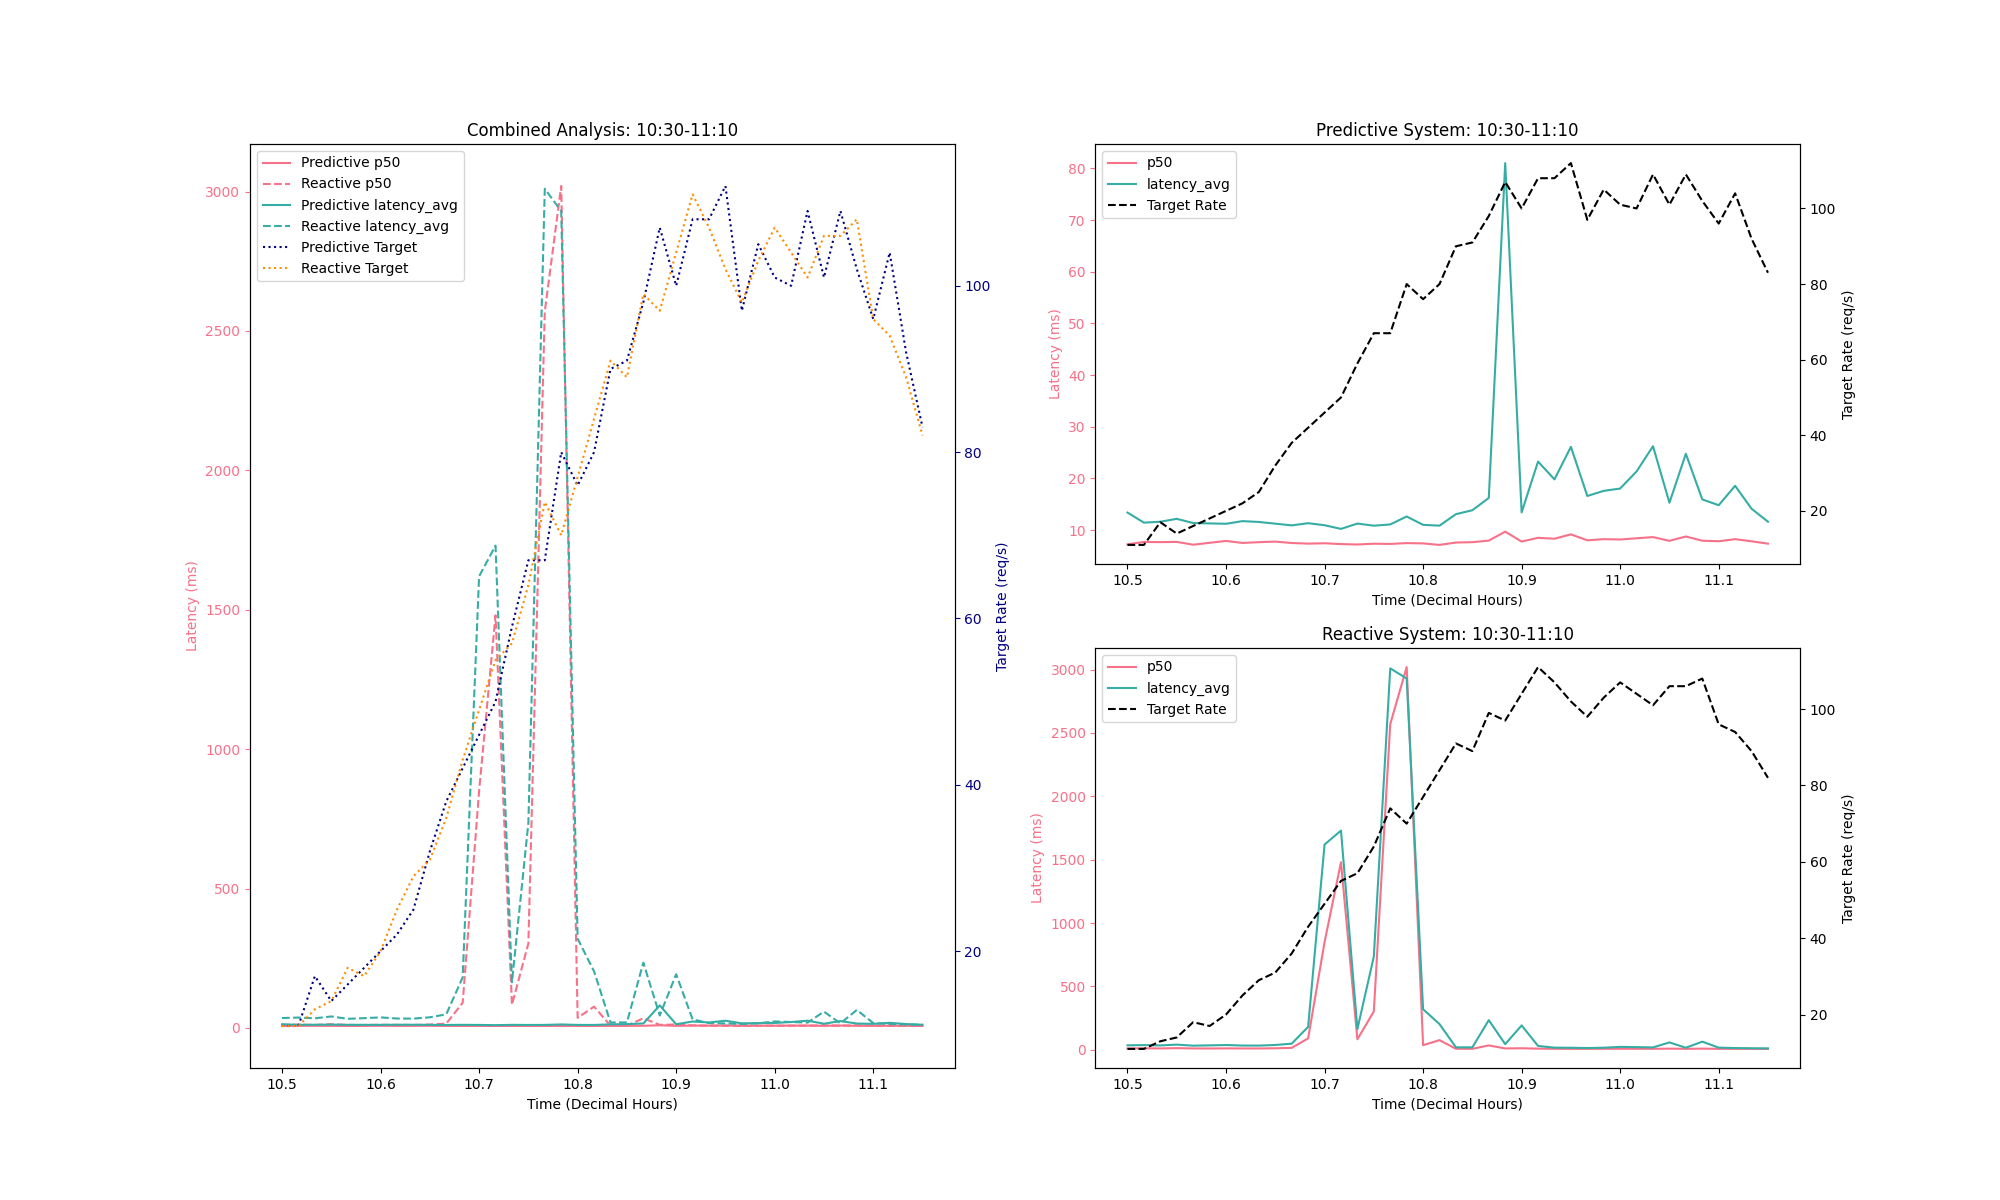 Combined Analysis: 10:30-11:10
Predictive p50
Reactive p50
Predictive latency_avg
Reactive latency_avg
Predictive Target
Reactive Target
Latency (ms)
3000
2500
2000
1500
1000
500
0
100
80
60
40
20
Target Rate (req/s)
10.5 10.6 10.7 10.8 10.9 11.0 11.1
Time (Decimal Hours)
Predictive System: 10:30-11:10
p50
latency_avg
Target Rate
Latency (ms)
80
70
60
50
40
30
20
10
100
80
60
40
20
Target Rate (req/s)
10.5 10.6 10.7 10.8 10.9 11.0 11.1
Time (Decimal Hours)
Reactive System: 10:30-11:10
p50
latency_avg
Target Rate
Latency (ms)
3000
2500
2000
1500
1000
500
0
100
80
60
40
20
Target Rate (req/s)
10.5 10.6 10.7 10.8 10.9 11.0 11.1
Time (Decimal Hours)